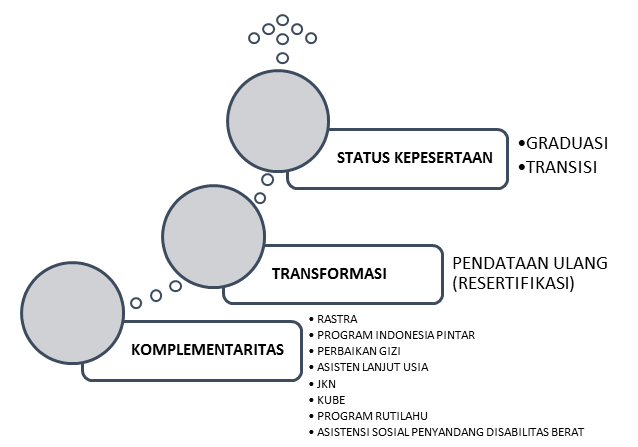 STATUS KEPESERTAAN
•GRADUASI
•TRANSISI
TRANSFORMASI
PENDATAAN ULANG
(RESERTIFIKASI)
KOMPLEMENTARITAS
• RASTRA
• PROGRAM INDONESIA PINTAR
• PERBAIKAN GIZI
• ASISTEN LANJUT USIA
• JKN
• KUBE
• PROGRAM RUTILAHU
• ASISTENSI SOSIAL PENYANDANG DISABILITAS BERAT